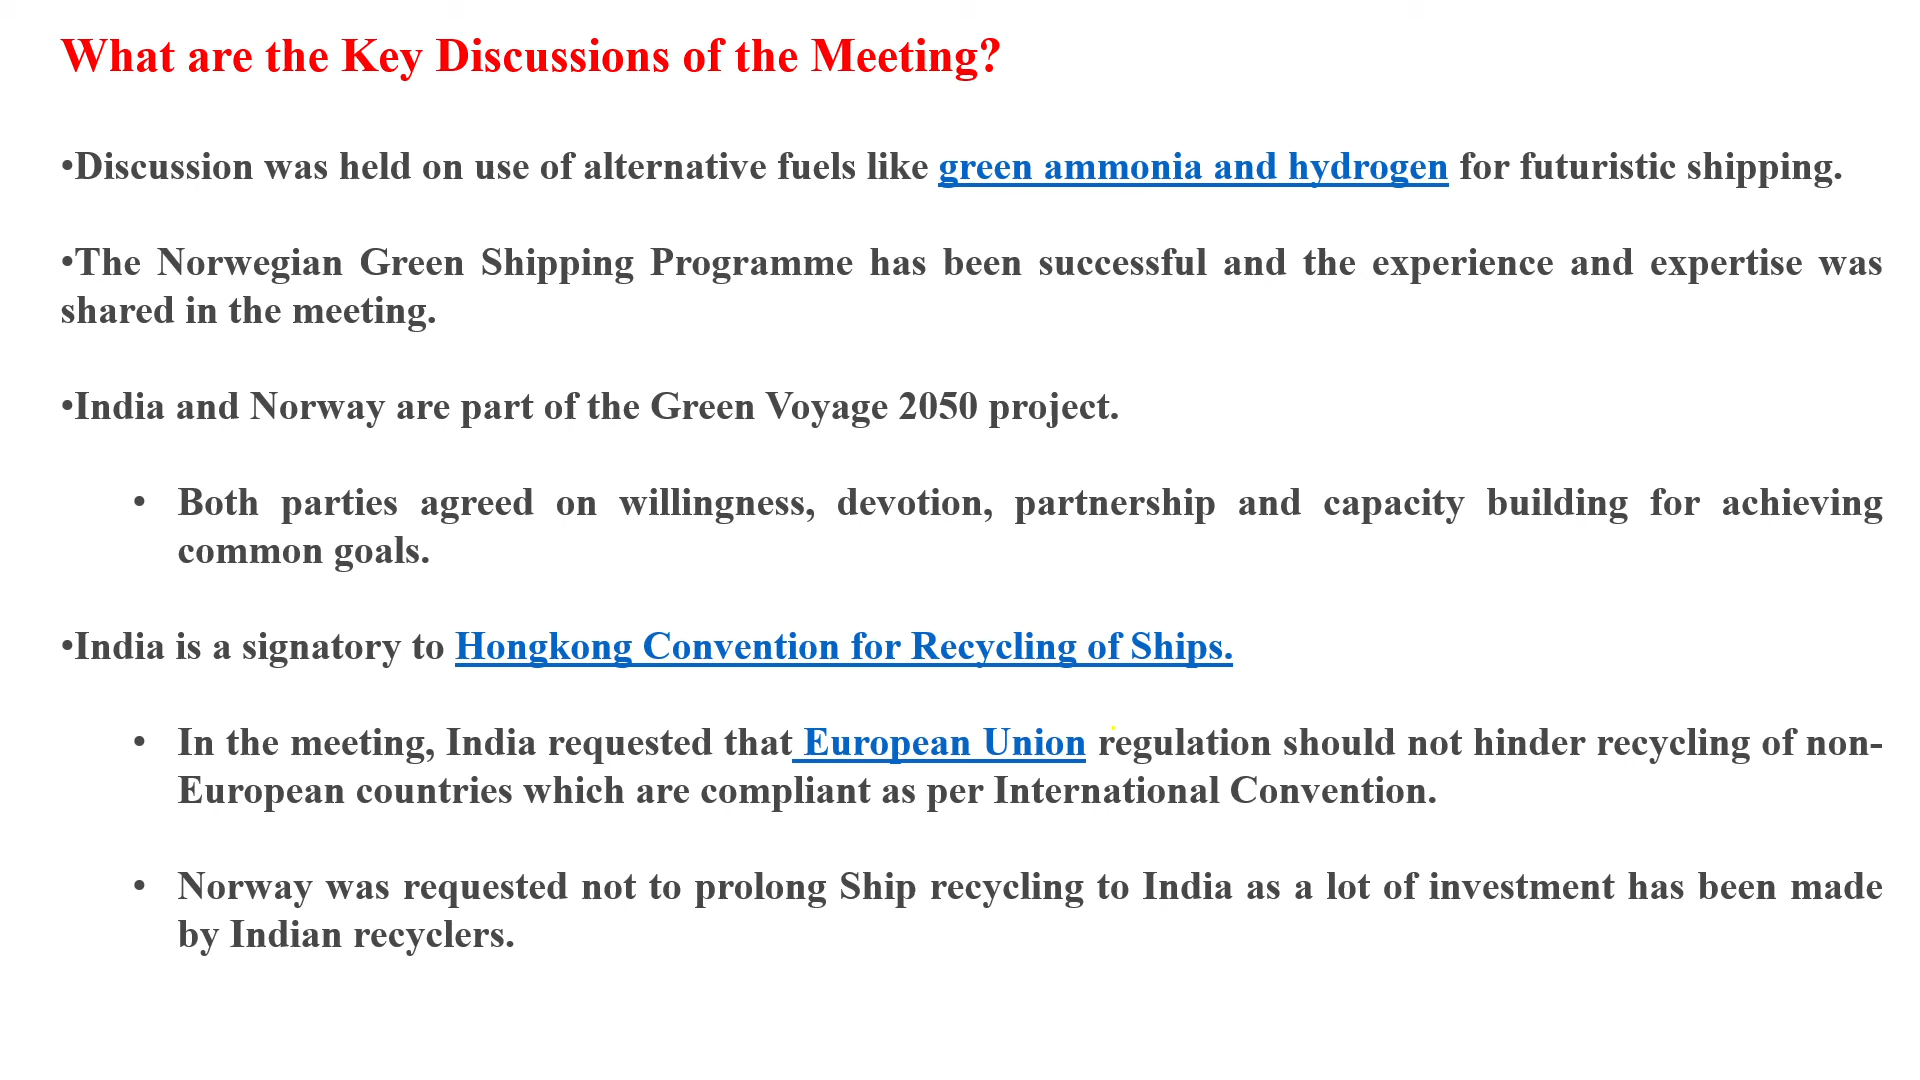 What are the Key Discussions of the Meeting?
•Discussion was held on use of alternative fuels like green ammonia and hydrogen for futuristic shipping.
•The Norwegian Green Shipping Programme has been successful and the experience and expertise was
shared in the meeting.
•India and Norway are part of the Green Voyage 2050 project.
• Both parties agreed on willingness, devotion, partnership and capacity building for achieving
common goals.
•India is a signatory to Hongkong Convention for Recycling of Ships.
• In the meeting, India requested that European Union regulation should not hinder recycling of non-
European countries which are compliant as per International Convention.
• Norway was requested not to prolong Ship recycling to India as a lot of investment has been made
by Indian recyclers.